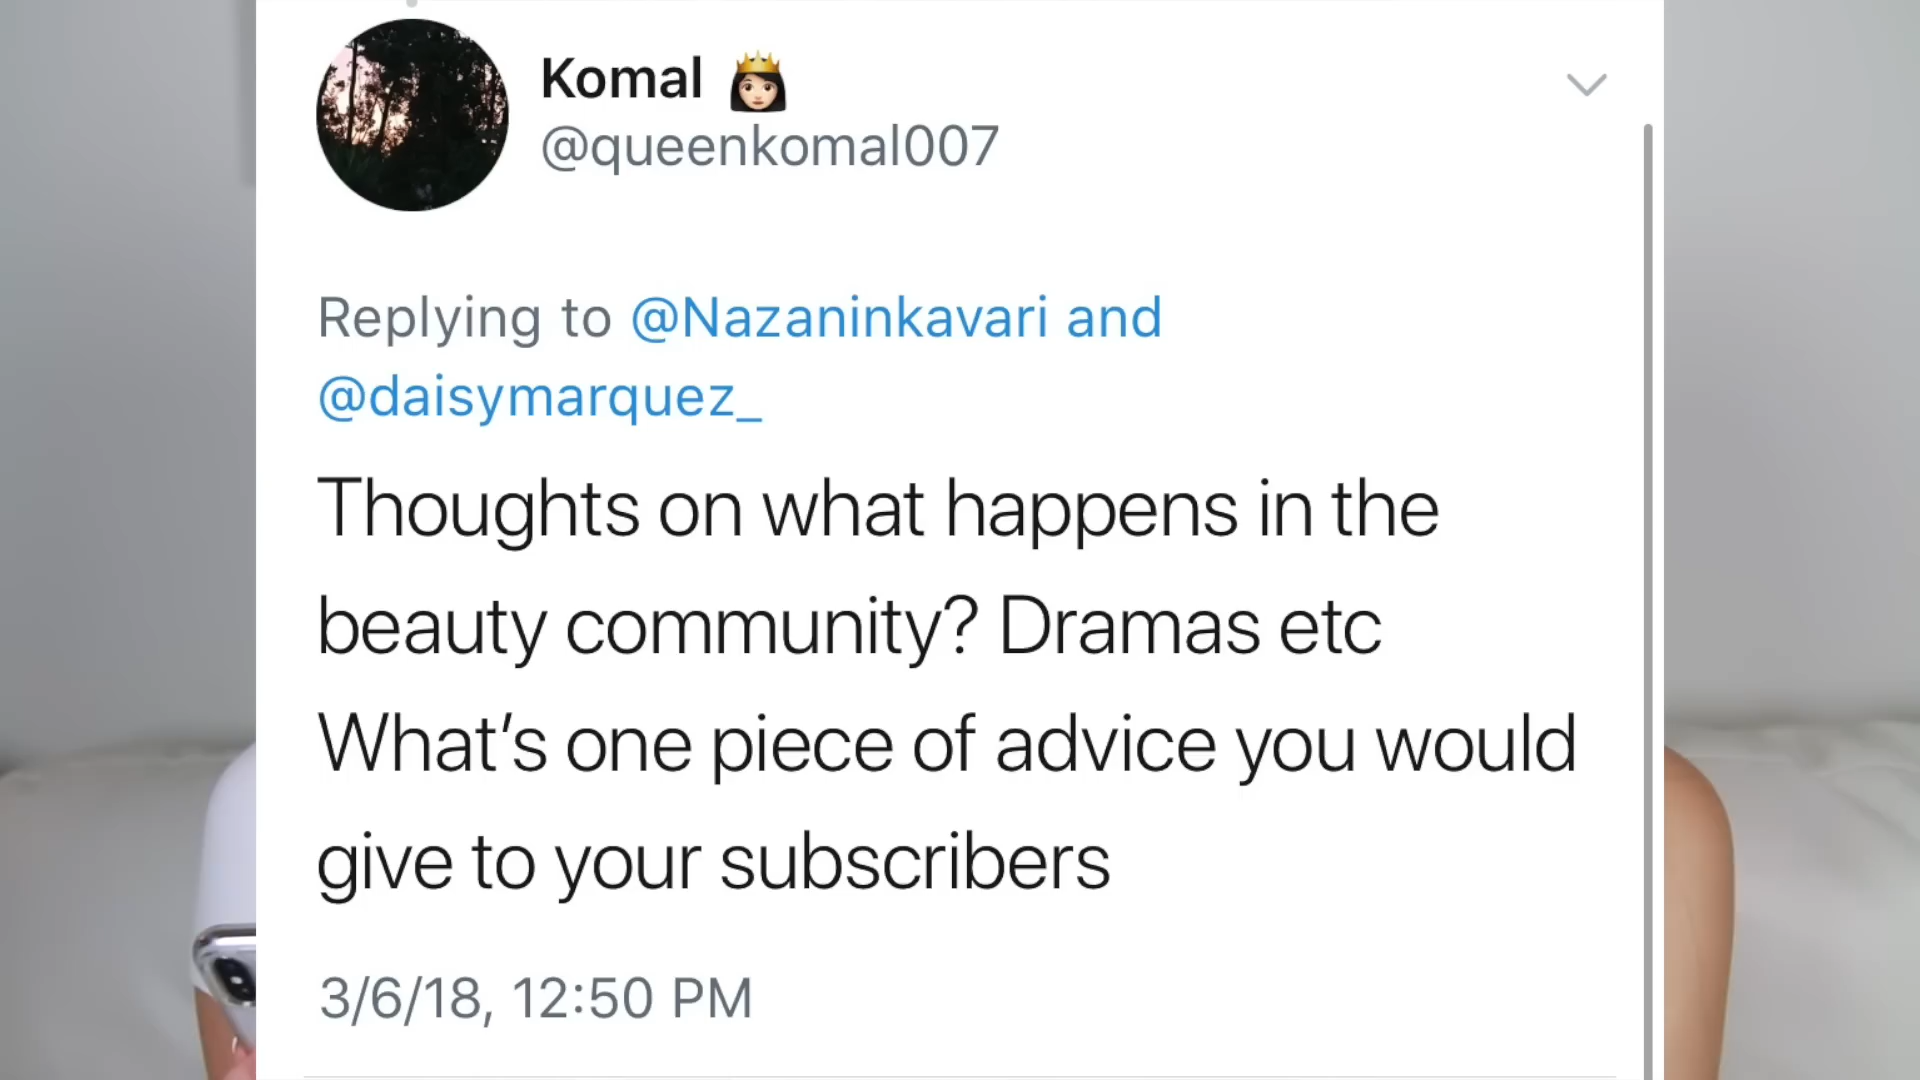 Komal 👸🏻
@queenkomal007
Replying to @Nazaninkavari and
@daisymarquez_
Thoughts on what happens in the
beauty community? Dramas etc
What's one piece of advice you would
give to your subscribers
3/6/18, 12:50 PM